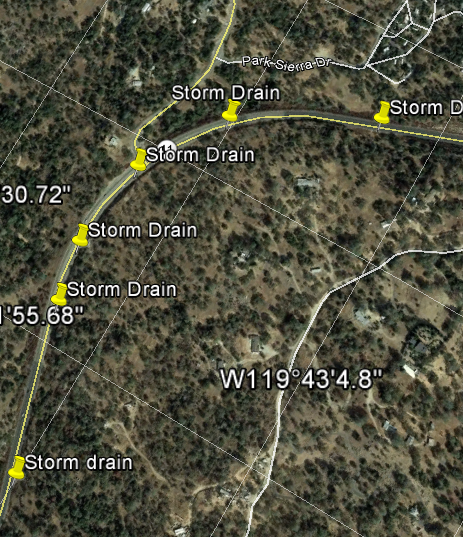 Park Sierra Dr
Storm Drain
Storm D
Storm Drain
30.72"
Storm Drain
Storm Drain
'55.68"
W119°43'4.8"
Storm drain